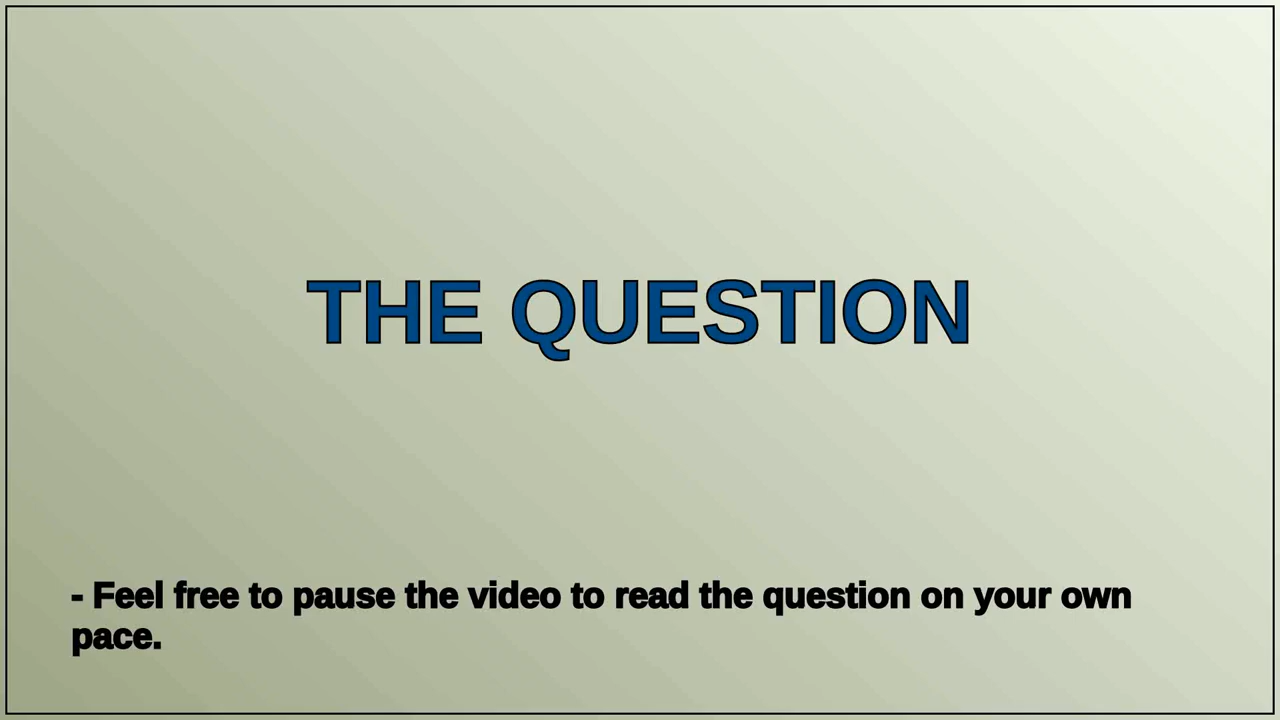 THE QUESTION
- Feel free to pause the video to read the question on your own
pace.